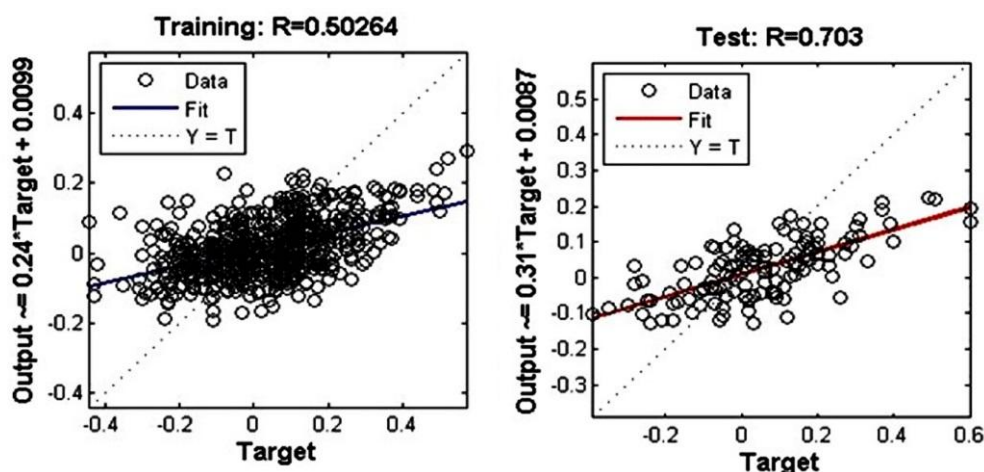 Training: R=0.50264
Output ~= 0.24*Target + 0.0099
Data
Fit
Y = T
0.4
0.2
0
-0.2
-0.4
-0.4
-0.2
0
0.2
0.4
Target
Test: R=0.703
Output ~= 0.31*Target + 0.0087
Data
Fit
Y = T
0.5
0.4
0.3
0.2
0.1
0
-0.1
-0.2
-0.3
-0.2
0
0.2
0.4
0.6
Target